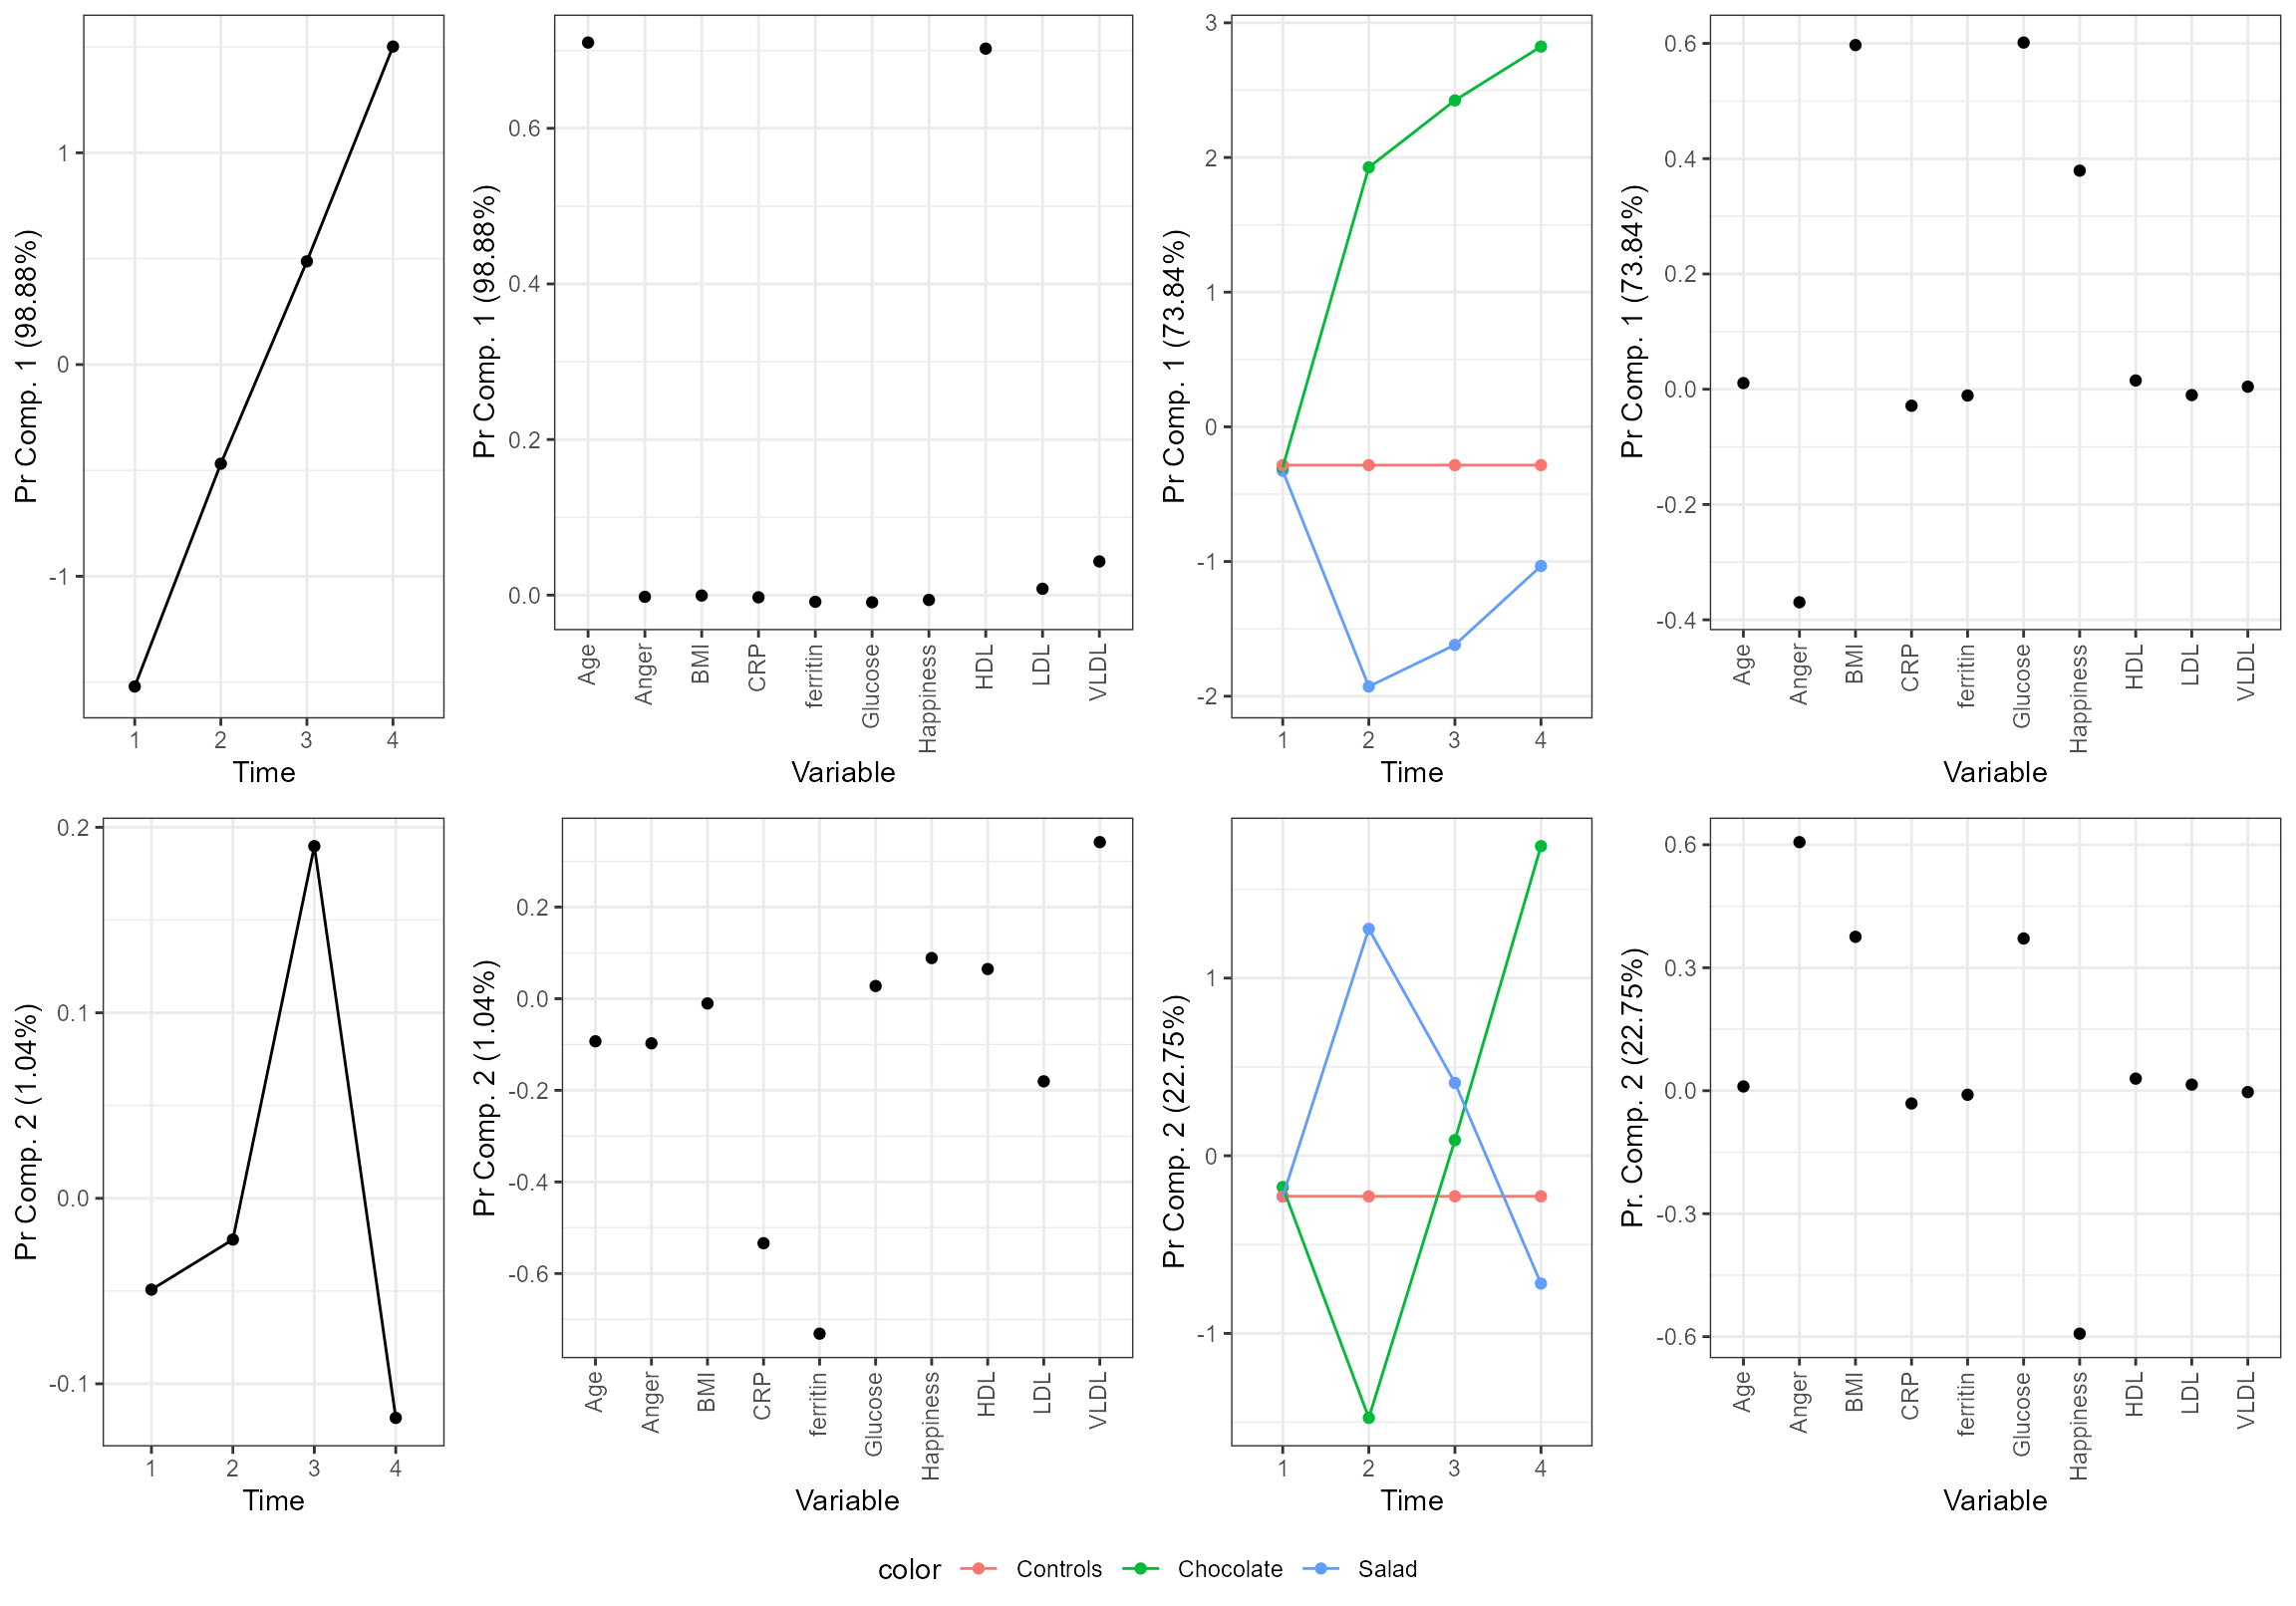 Pr Comp. 1 (98.88%)
1
0
-1
1 2 3 4
Time
Pr Comp. 1 (98.88%)
0.6
0.4
0.2
0.0
Age Anger BMI CRP ferritin Glucose Happiness HDL LDL VLDL
Variable
Pr Comp. 1 (73.84%)
3
2
1
0
-1
-2
1 2 3 4
Time
Pr Comp. 1 (73.84%)
0.6
0.4
0.2
0.0
-0.2
-0.4
Age Anger BMI CRP ferritin Glucose Happiness HDL LDL VLDL
Variable
Pr Comp. 2 (1.04%)
0.2
0.1
0.0
-0.1
1 2 3 4
Time
Pr Comp. 2 (1.04%)
0.2
0.0
-0.2
-0.4
-0.6
Age Anger BMI CRP ferritin Glucose Happiness HDL LDL VLDL
Variable
Pr Comp. 2 (22.75%)
1
0
-1
1 2 3 4
Time
Pr. Comp. 2 (22.75%)
0.6
0.3
0.0
-0.3
-0.6
Age Anger BMI CRP ferritin Glucose Happiness HDL LDL VLDL
Variable
color Controls Chocolate Salad